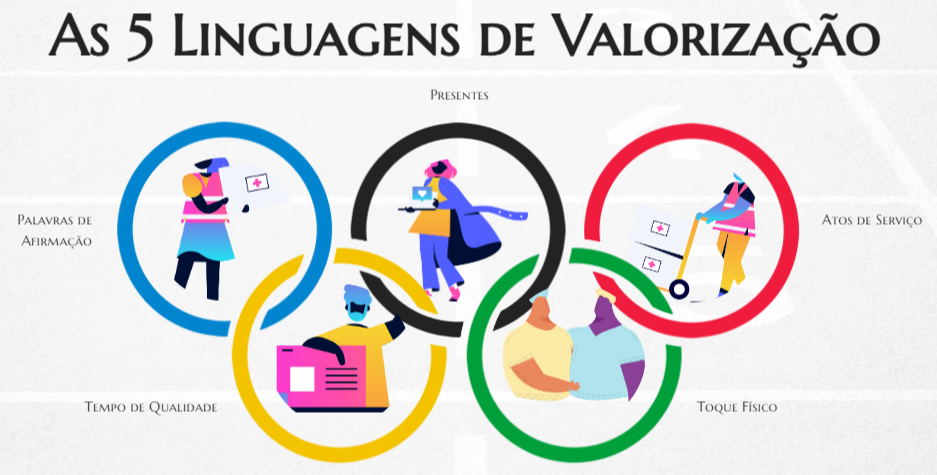 As 5 Linguagens de Valorização
Presentes
Palavras de
Afirmação
Atos de Serviço
Tempo de Qualidade
Toque Físico